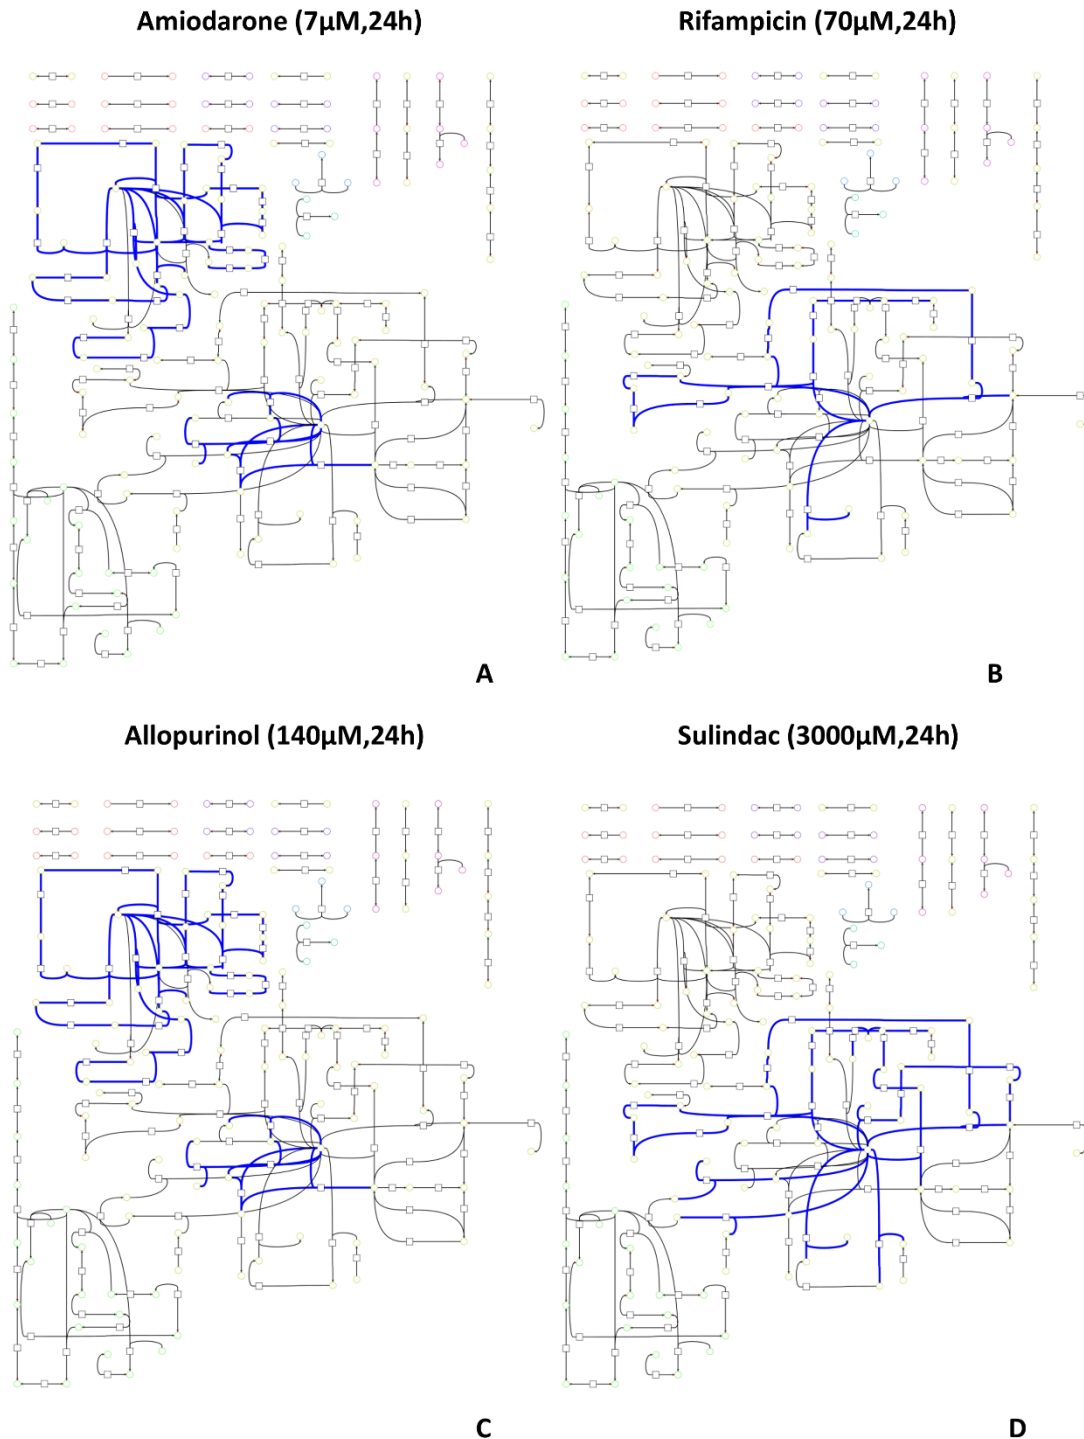 Amiodarone (7µM,24h)
Rifampicin (70µM,24h)
A
B
Allopurinol (140µM,24h)
Sulindac (3000µM,24h)
C
D